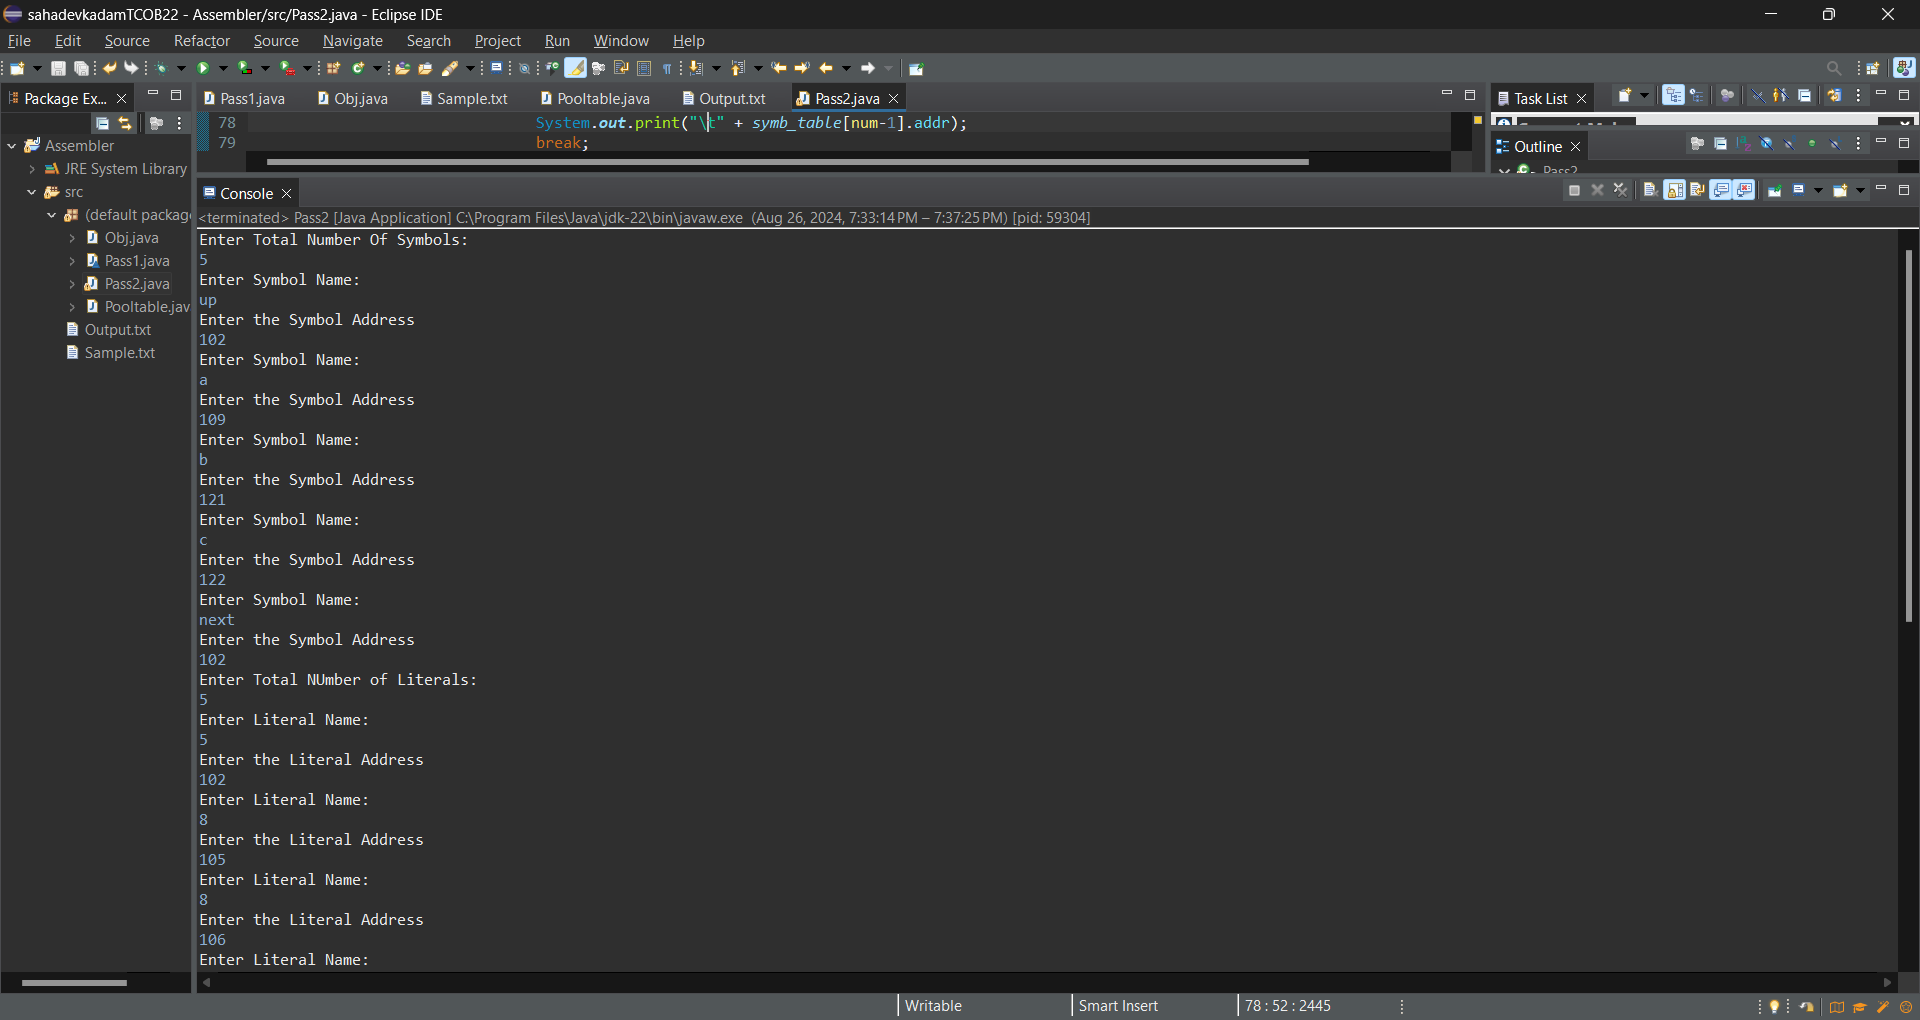 sahadevkadamTCOB22 - Assembler/src/Pass2.java - Eclipse IDE
File Edit Source Refactor Source Navigate Search Project Run Window Help
Package Ex...
Pass1.java Obj.java Sample.txt Pooltable.java Output.txt Pass2.java
Task List
78 System.out.print("\t" + symb_table[num-1].addr);
79 break;
Outline
Pass2
Assembler
JRE System Library
src
(default packag
Obj.java
Pass1.java
Pass2.java
Pooltable.jav
Output.txt
Sample.txt
Console
<terminated> Pass2 [Java Application] C:\Program Files\Java\jdk-22\bin\javaw.exe (Aug 26, 2024, 7:33:14 PM – 7:37:25 PM) [pid: 59304]
Enter Total Number Of Symbols:
5
Enter Symbol Name:
up
Enter the Symbol Address
102
Enter Symbol Name:
a
Enter the Symbol Address
109
Enter Symbol Name:
b
Enter the Symbol Address
121
Enter Symbol Name:
c
Enter the Symbol Address
122
Enter Symbol Name:
next
Enter the Symbol Address
102
Enter Total NUmber of Literals:
5
Enter Literal Name:
5
Enter the Literal Address
102
Enter Literal Name:
8
Enter the Literal Address
105
Enter Literal Name:
8
Enter the Literal Address
106
Enter Literal Name:
Writable Smart Insert 78 : 52 : 2445